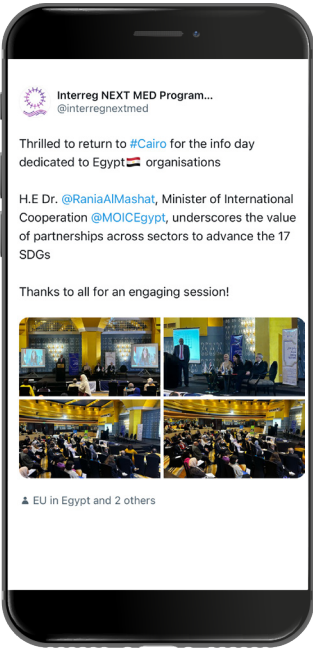 Interreg NEXT MED Program...
@interregnextmed
Thrilled to return to #Cairo for the info day
dedicated to Egypt🇪🇬 organisations
H.E Dr. @RaniaAlMashat, Minister of International
Cooperation @MOICEgypt, underscores the value
of partnerships across sectors to advance the 17
SDGs
Thanks to all for an engaging session!
EU in Egypt and 2 others